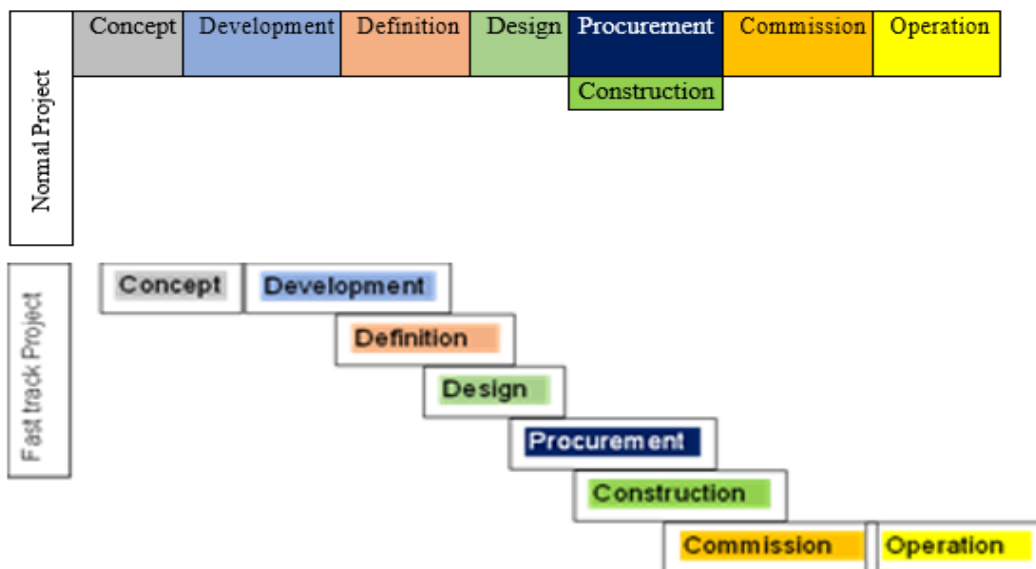 Concept Development Definition Design Procurement Commission Operation
Construction
Normal Project
Concept Development
Definition
Design
Procurement
Construction
Commission Operation
Fast track Project